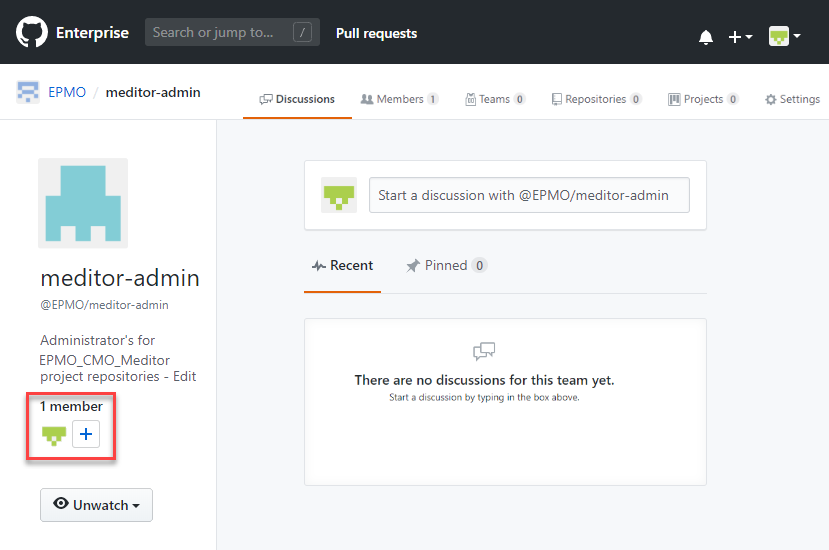 Enterprise
Search or jump to... /
Pull requests
EPMO / meditor-admin
Discussions
Members 1
Teams 0
Repositories 0
Projects 0
Settings
Start a discussion with @EPMO/meditor-admin
meditor-admin
@EPMO/meditor-admin
Administrator's for
EPMO_CMO_Meditor
project repositories - Edit
1 member
+
Unwatch
Recent
Pinned 0
There are no discussions for this team yet.
Start a discussion by typing in the box above.